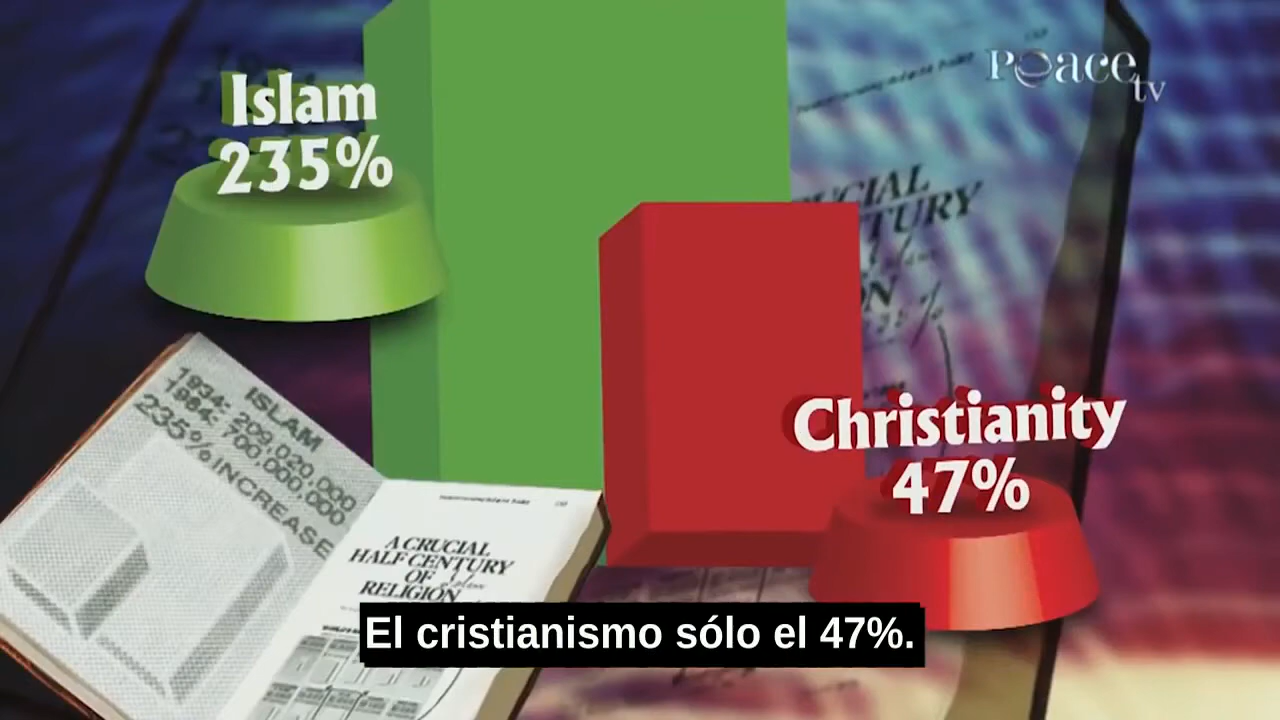 Peace tv
Islam
235%
Christianity
47%
ISLAM
1934: 209,020,000
1984: 700,000,000
235% INCREASE
A CRUCIAL
HALF CENTURY
OF
RELIGION
El cristianismo sólo el 47%.